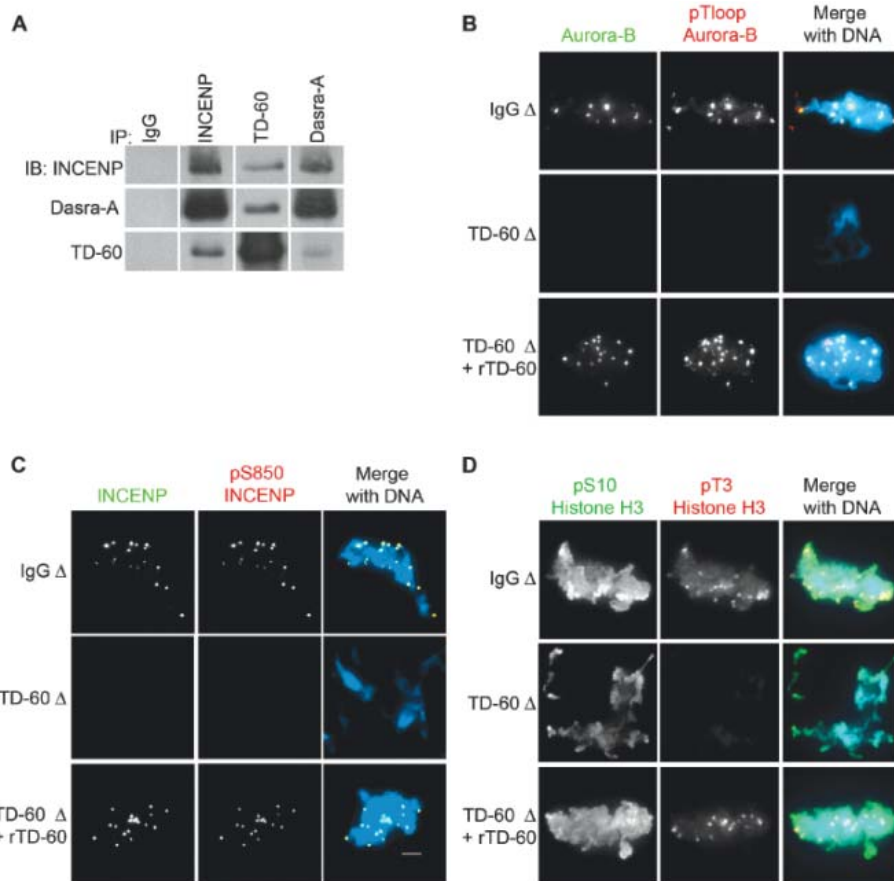 A
IP:
IgG
INCENP
TD-60
Dasra-A
IB: INCENP
Dasra-A
TD-60
B
Aurora-B
pTloop
Aurora-B
Merge
with DNA
IgG Δ
TD-60 Δ
TD-60 Δ
+ rTD-60
C
INCENP
pS850
INCENP
Merge
with DNA
IgG Δ
TD-60 Δ
TD-60 Δ
+ rTD-60
D
pS10
Histone H3
pT3
Histone H3
Merge
with DNA
IgG Δ
TD-60 Δ
TD-60 Δ
+ rTD-60